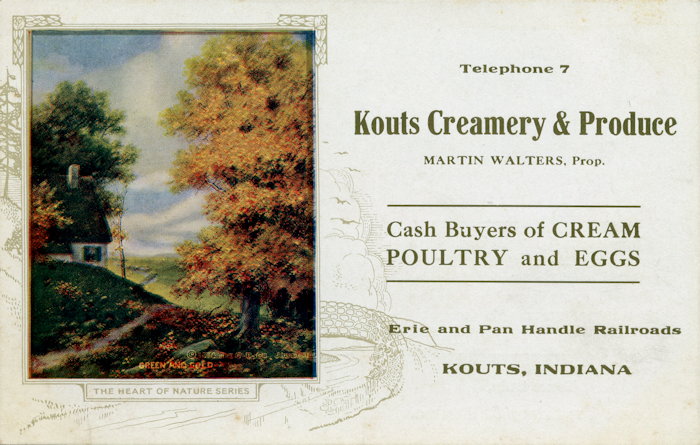 Telephone 7
Kouts Creamery & Produce
MARTIN WALTERS, Prop.
Cash Buyers of CREAM
POULTRY and EGGS
Erie and Pan Handle Railroads
KOUTS, INDIANA
GREEN AND GOLD
THE HEART OF NATURE SERIES